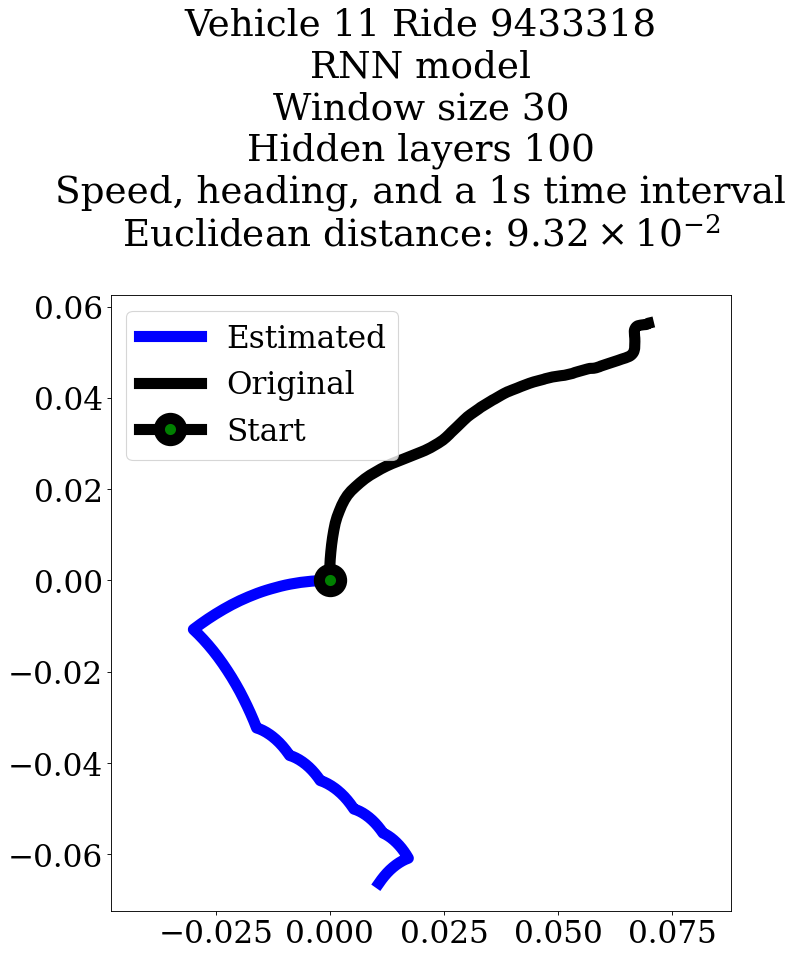 Vehicle 11 Ride 9433318
RNN model
Window size 30
Hidden layers 100
Speed, heading, and a 1s time interval
Euclidean distance: 9.32 × 10⁻²
Estimated
Original
Start
0.06
0.04
0.02
0.00
−0.02
−0.04
−0.06
−0.025 0.000 0.025 0.050 0.075